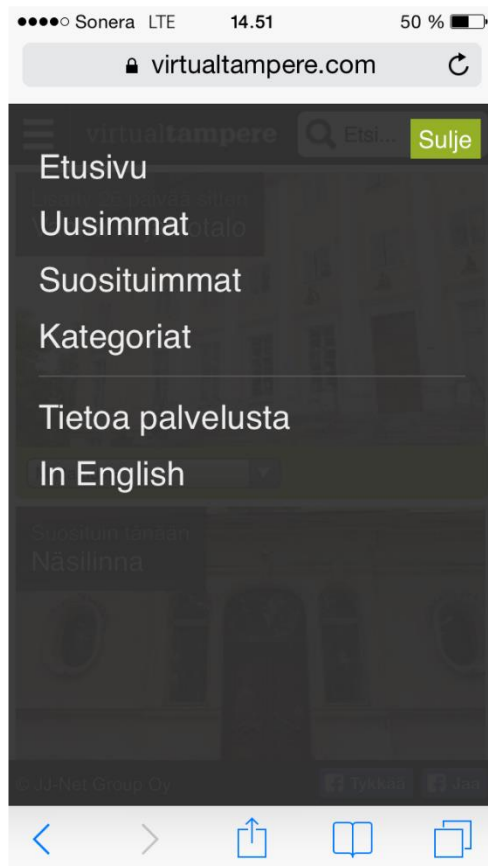 Sonera LTE 14.51 50 %
virtualtampere.com
virtualtampere Etsi... Sulje
Etusivu
Uusimmat
Suosituimmat
Kategoriat
Tietoa palvelusta
In English
Suosituin tänään
Näsilinna
© JJ-Net Group Oy Tykkää Jaa